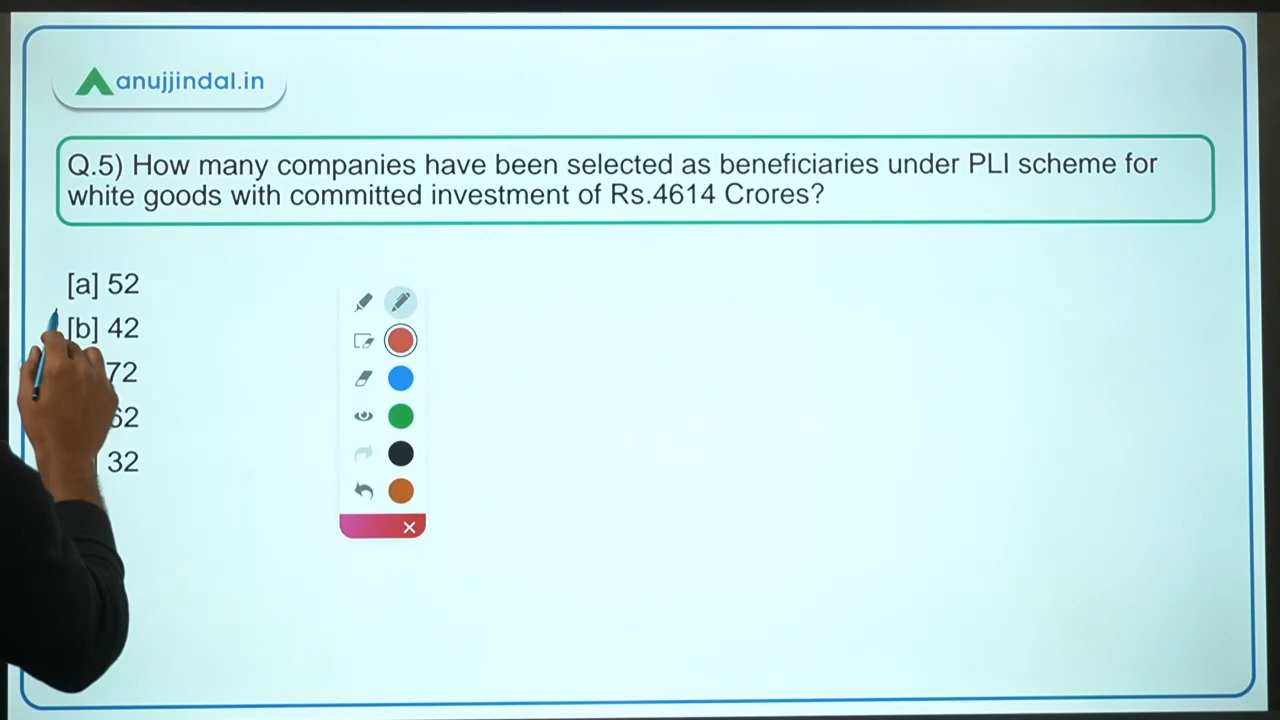 anujjindal.in
Q.5) How many companies have been selected as beneficiaries under PLI scheme for
white goods with committed investment of Rs.4614 Crores?
[a] 52
[b] 42
72
62
32